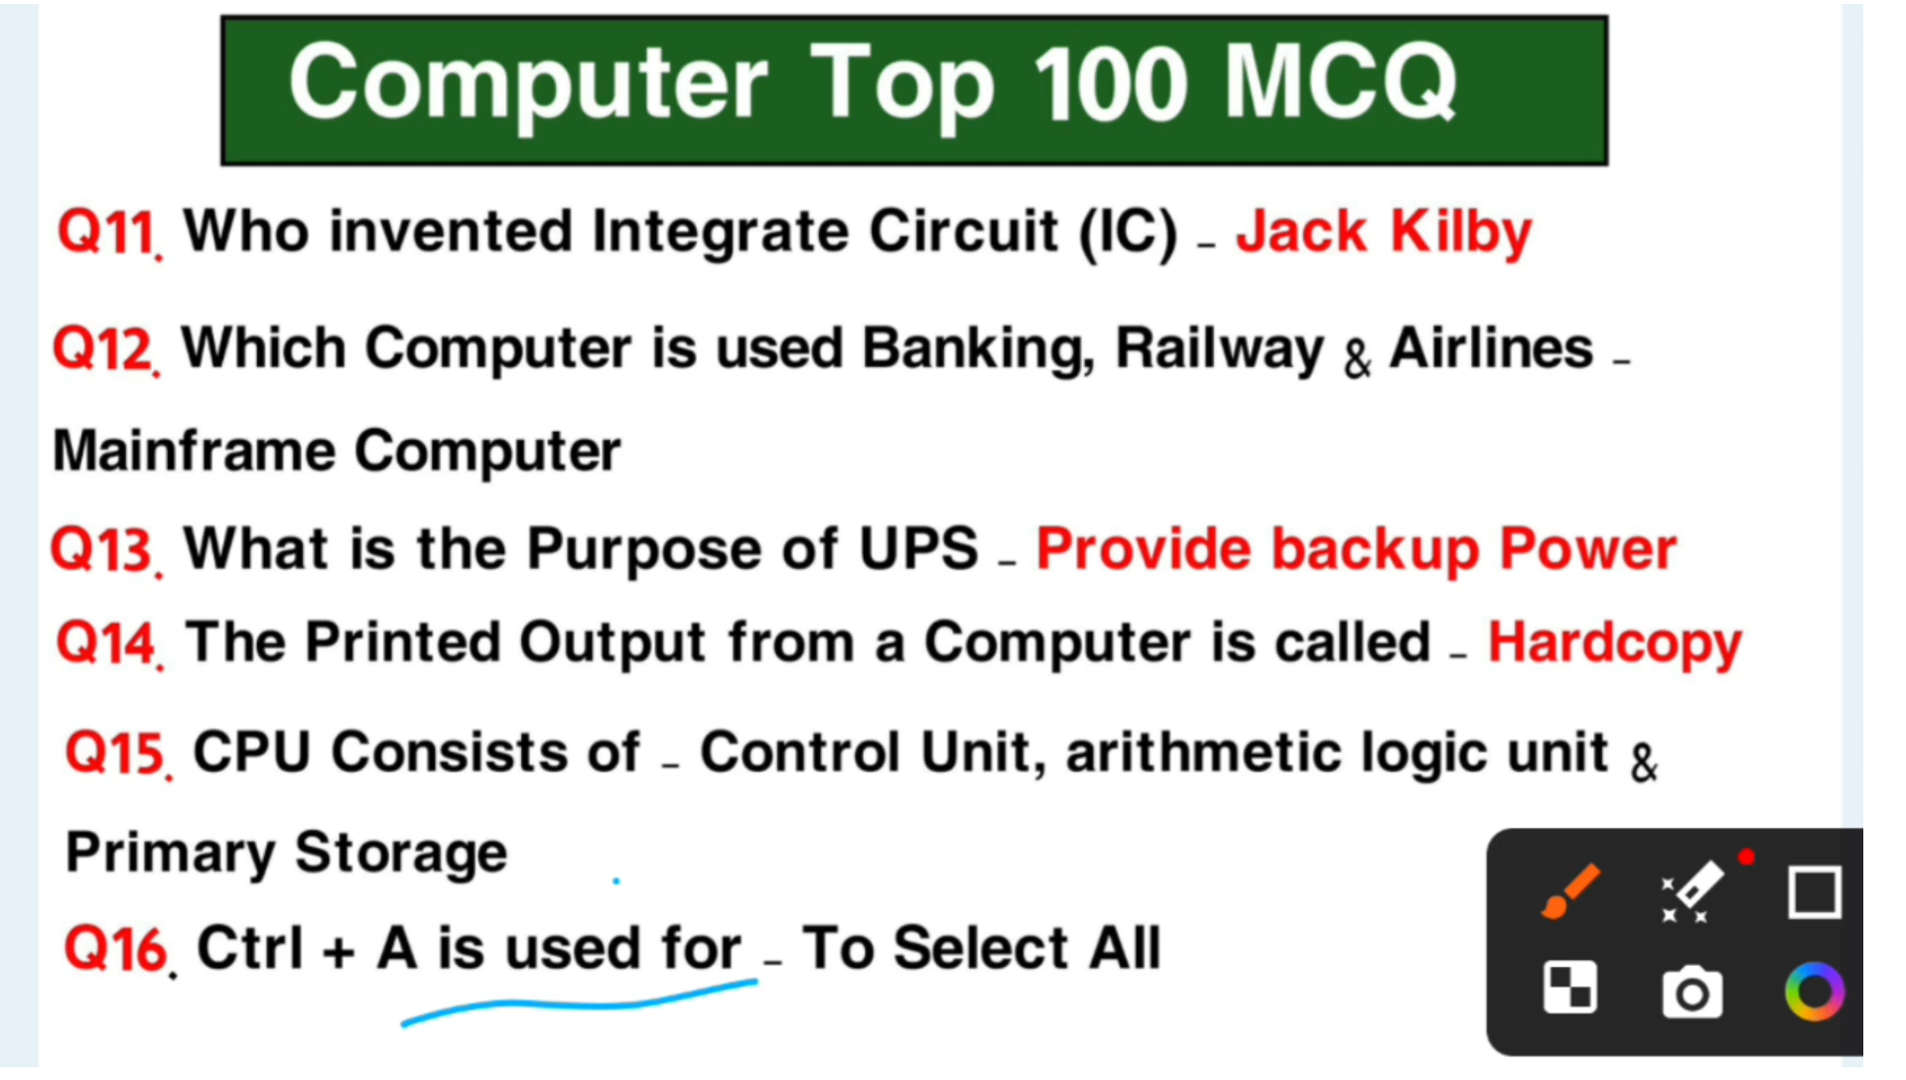 Computer Top 100 MCQ
Q11. Who invented Integrate Circuit (IC) - Jack Kilby
Q12. Which Computer is used Banking, Railway & Airlines -
Mainframe Computer
Q13. What is the Purpose of UPS - Provide backup Power
Q14. The Printed Output from a Computer is called - Hardcopy
Q15. CPU Consists of - Control Unit, arithmetic logic unit &
Primary Storage
Q16. Ctrl + A is used for - To Select All